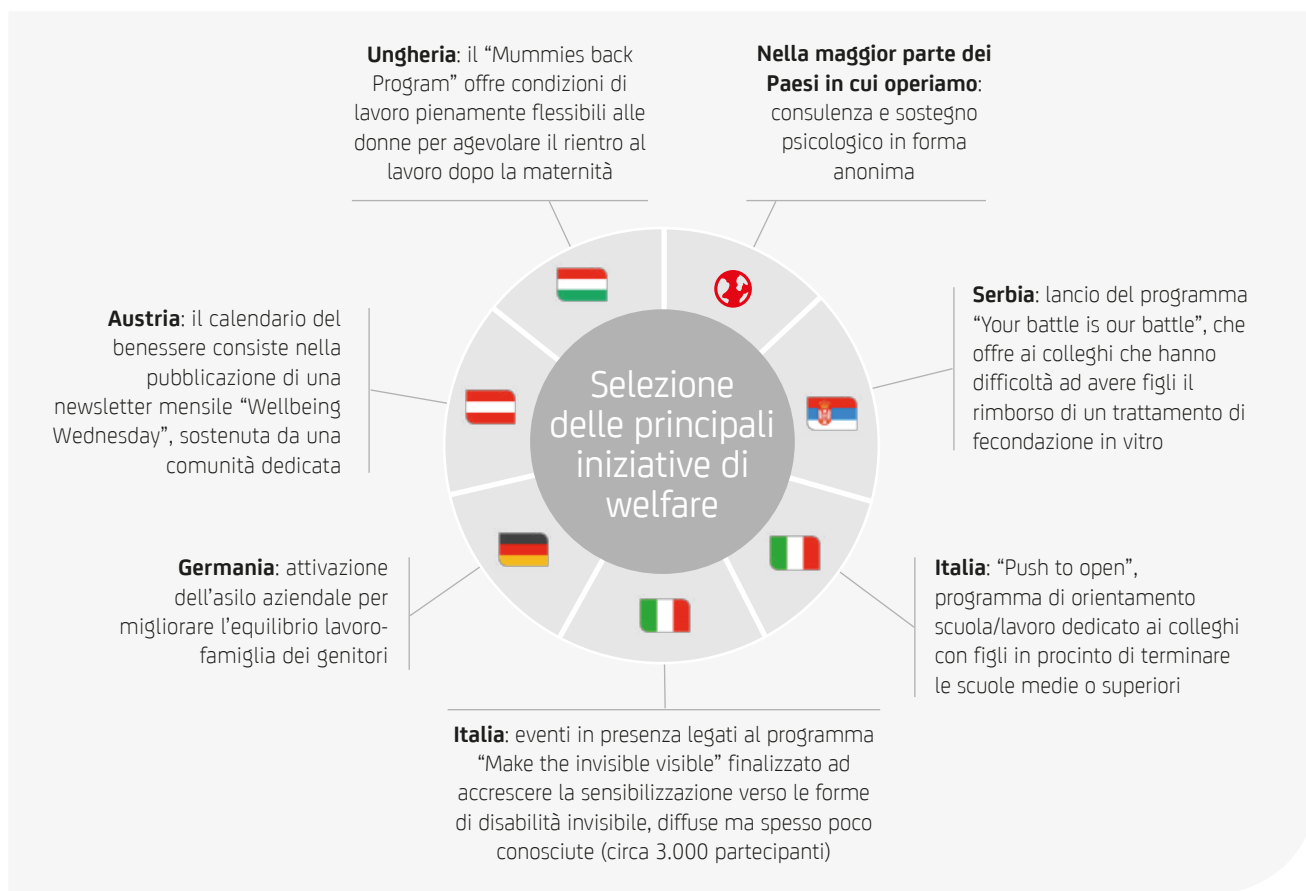 Ungheria: il “Mummies back
Program” offre condizioni di
lavoro pienamente flessibili alle
donne per agevolare il rientro al
lavoro dopo la maternità
Nella maggior parte dei
Paesi in cui operiamo:
consulenza e sostegno
psicologico in forma
anonima
Austria: il calendario del
benessere consiste nella
pubblicazione di una
newsletter mensile “Wellbeing
Wednesday”, sostenuta da una
comunità dedicata
Selezione
delle principali
iniziative di
welfare
Serbia: lancio del programma
“Your battle is our battle”, che
offre ai colleghi che hanno
difficoltà ad avere figli il
rimborso di un trattamento di
fecondazione in vitro
Germania: attivazione
dell’asilo aziendale per
migliorare l’equilibrio lavoro-
famiglia dei genitori
Italia: “Push to open”,
programma di orientamento
scuola/lavoro dedicato ai colleghi
con figli in procinto di terminare
le scuole medie o superiori
Italia: eventi in presenza legati al programma
“Make the invisible visible” finalizzato ad
accrescere la sensibilizzazione verso le forme
di disabilità invisibile, diffuse ma spesso poco
conosciute (circa 3.000 partecipanti)